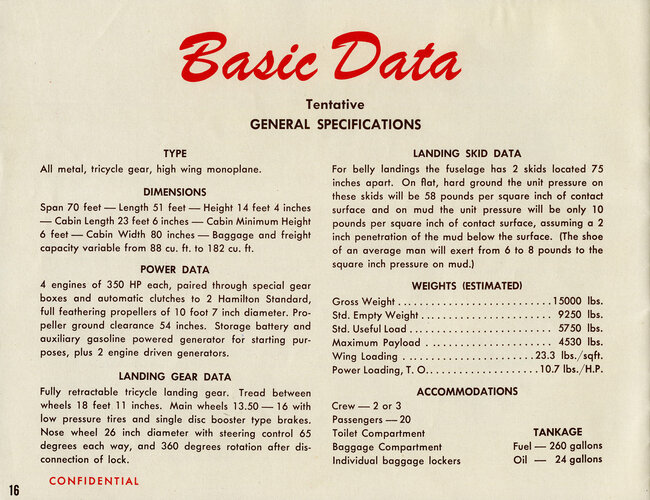 Basic Data
Tentative
GENERAL SPECIFICATIONS
TYPE
All metal, tricycle gear, high wing monoplane.
DIMENSIONS
Span 70 feet — Length 51 feet — Height 14 feet 4 inches
— Cabin Length 23 feet 6 inches — Cabin Minimum Height
6 feet — Cabin Width 80 inches — Baggage and freight
capacity variable from 88 cu. ft. to 182 cu. ft.
POWER DATA
4 engines of 350 HP each, paired through special gear
boxes and automatic clutches to 2 Hamilton Standard,
full feathering propellers of 10 foot 7 inch diameter. Pro-
peller ground clearance 54 inches. Storage battery and
auxiliary gasoline powered generator for starting pur-
poses, plus 2 engine driven generators.
LANDING GEAR DATA
Fully retractable tricycle landing gear. Tread between
wheels 18 feet 11 inches. Main wheels 13.50 — 16 with
low pressure tires and single disc booster type brakes.
Nose wheel 26 inch diameter with steering control 65
degrees each way, and 360 degrees rotation after dis-
connection of lock.
LANDING SKID DATA
For belly landings the fuselage has 2 skids located 75
inches apart. On flat, hard ground the unit pressure on
these skids will be 58 pounds per square inch of contact
surface and on mud the unit pressure will be only 10
pounds per square inch of contact surface, assuming a 2
inch penetration of the mud below the surface. (The shoe
of an average man will exert from 6 to 8 pounds to the
square inch pressure on mud.)
WEIGHTS (ESTIMATED)
Gross Weight . . . . . . . . . . . . . . . . . . . . . . . . . . 15000 lbs.
Std. Empty Weight . . . . . . . . . . . . . . . . . . . . . . 9250 lbs.
Std. Useful Load . . . . . . . . . . . . . . . . . . . . . . . . 5750 lbs.
Maximum Payload . . . . . . . . . . . . . . . . . . . . . . 4530 lbs.
Wing Loading . . . . . . . . . . . . . . . . . . . . . . . 23.3 lbs./sqft.
Power Loading, T. O. . . . . . . . . . . . . . . . . . . 10.7 lbs./H.P.
ACCOMMODATIONS
Crew — 2 or 3
Passengers — 20
Toilet Compartment
Baggage Compartment
Individual baggage lockers
TANKAGE
Fuel — 260 gallons
Oil — 24 gallons
16
CONFIDENTIAL